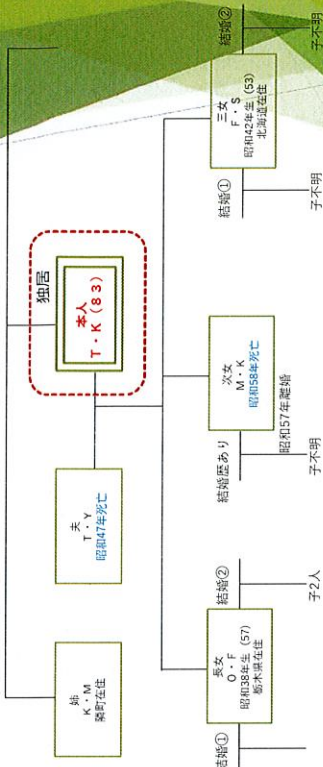 姉
K・M
隣町在住
夫
T・Y
昭和47年死亡
独居
本人
T・K（83）
結婚①
長女
O・F
昭和38年生（57）
栃木県在住
結婚②
子2人
結婚歴あり
子不明
次女
M・K
昭和58年死亡
昭和57年離婚
結婚①
子不明
三女
F・S
昭和42年生（53）
北海道在住
結婚②
子不明